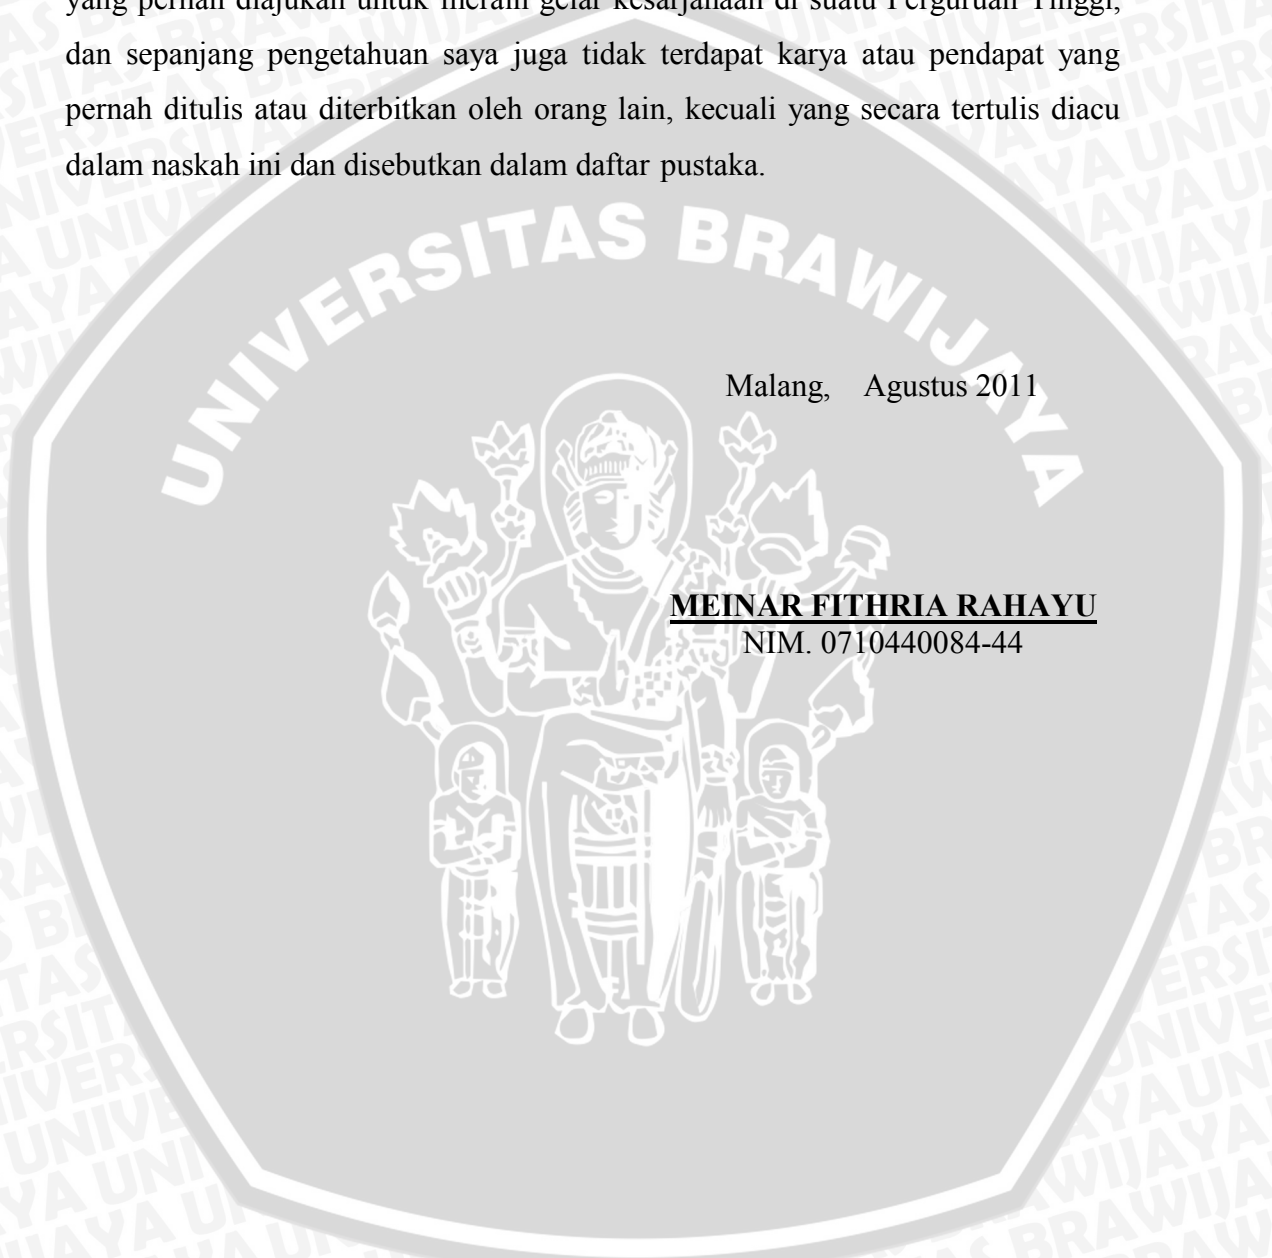 yang pernah diajukan untuk meraih gelar kesarjanaan di suatu Perguruan Tinggi,
dan sepanjang pengetahuan saya juga tidak terdapat karya atau pendapat yang
pernah ditulis atau diterbitkan oleh orang lain, kecuali yang secara tertulis diacu
dalam naskah ini dan disebutkan dalam daftar pustaka.
UNIVERSITAS BRAWIJAYA
Malang, Agustus 2011
MEINAR FITHRIA RAHAYU
NIM. 0710440084-44